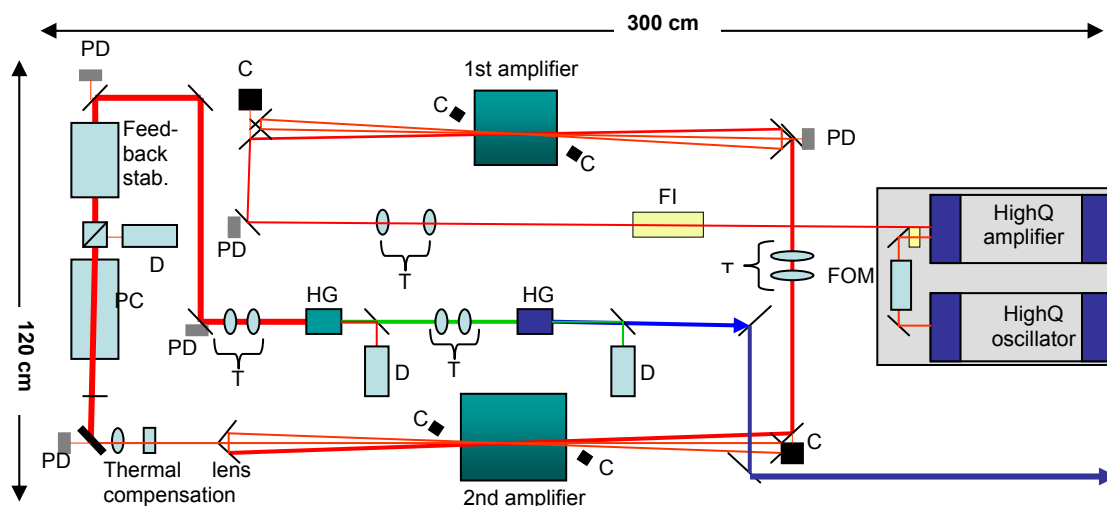 300 cm
PD
C
1st amplifier
C
C
PD
Feed-
back
stab.
PD
FI
HighQ
amplifier
D
T
T
FOM
PC
HG
HG
HighQ
oscillator
120 cm
PD
T
T
D
D
C
C
C
PD
Thermal
compensation
lens
2nd amplifier